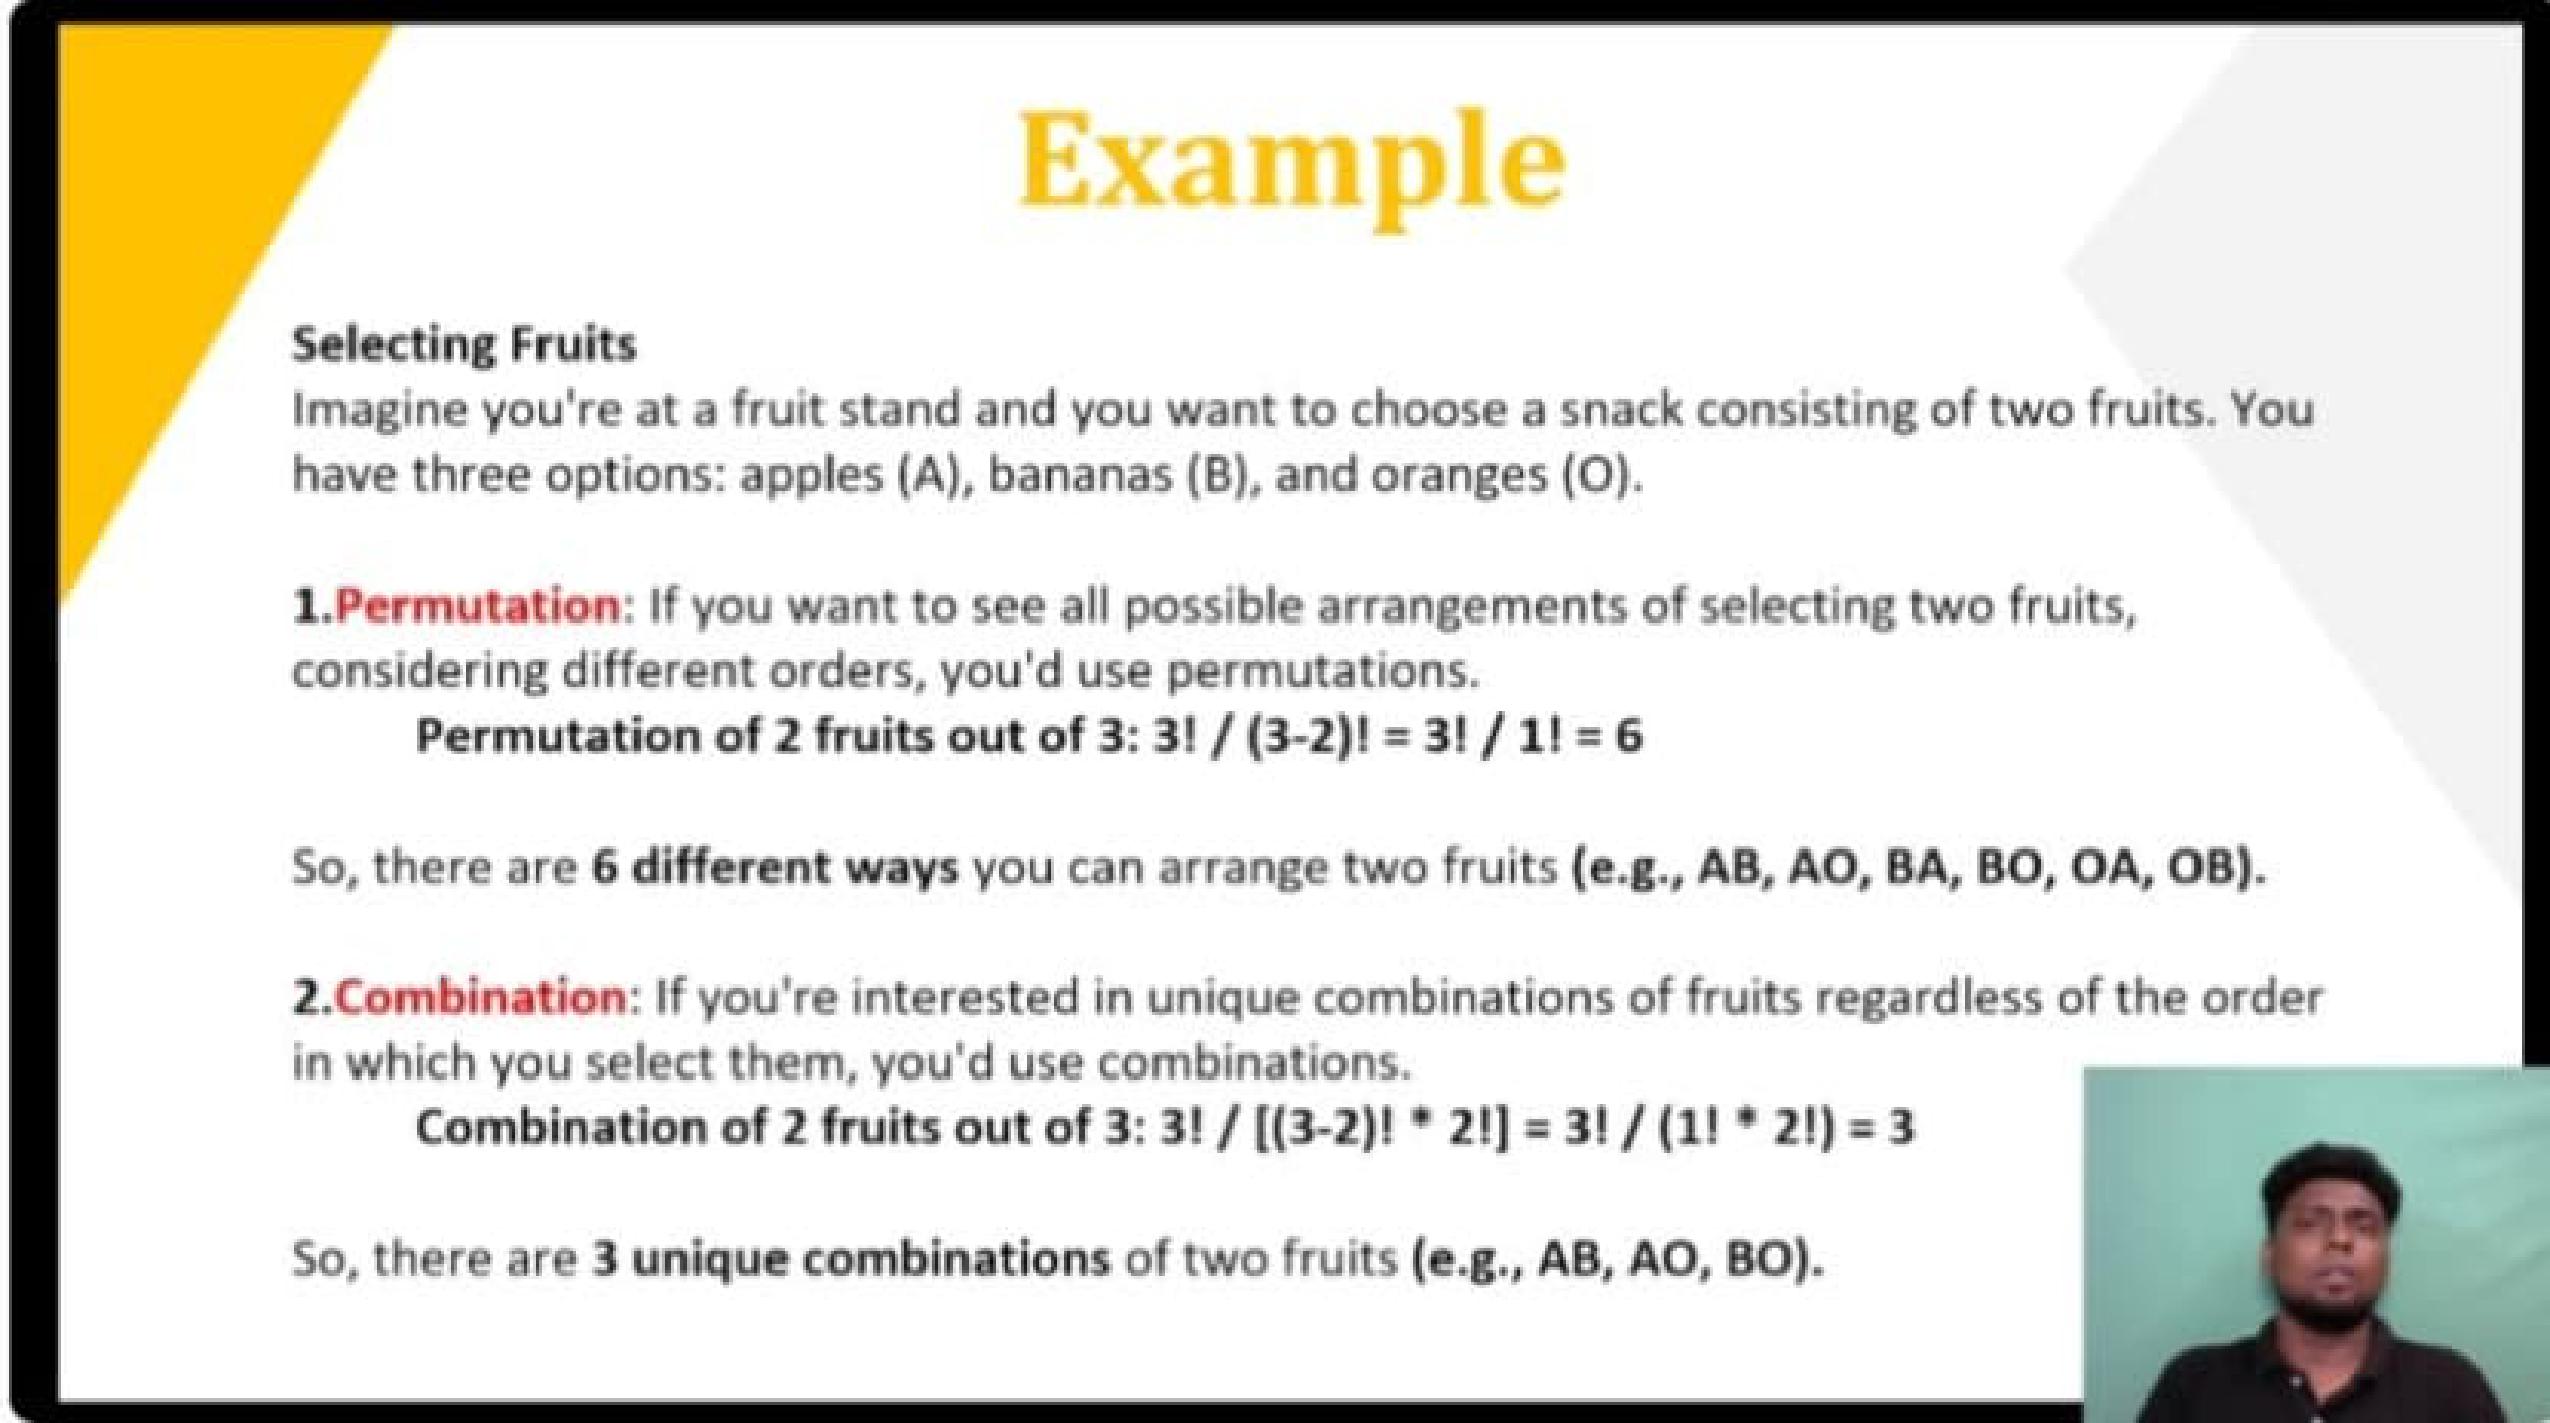 Example
Selecting Fruits
Imagine you're at a fruit stand and you want to choose a snack consisting of two fruits. You
have three options: apples (A), bananas (B), and oranges (O).
1.Permutation: If you want to see all possible arrangements of selecting two fruits,
considering different orders, you'd use permutations.
Permutation of 2 fruits out of 3: 3! / (3-2)! = 3! / 1! = 6
So, there are 6 different ways you can arrange two fruits (e.g., AB, AO, BA, BO, OA, OB).
2.Combination: If you're interested in unique combinations of fruits regardless of the order
in which you select them, you'd use combinations.
Combination of 2 fruits out of 3: 3! / [(3-2)! * 2!] = 3! / (1! * 2!) = 3
So, there are 3 unique combinations of two fruits (e.g., AB, AO, BO).